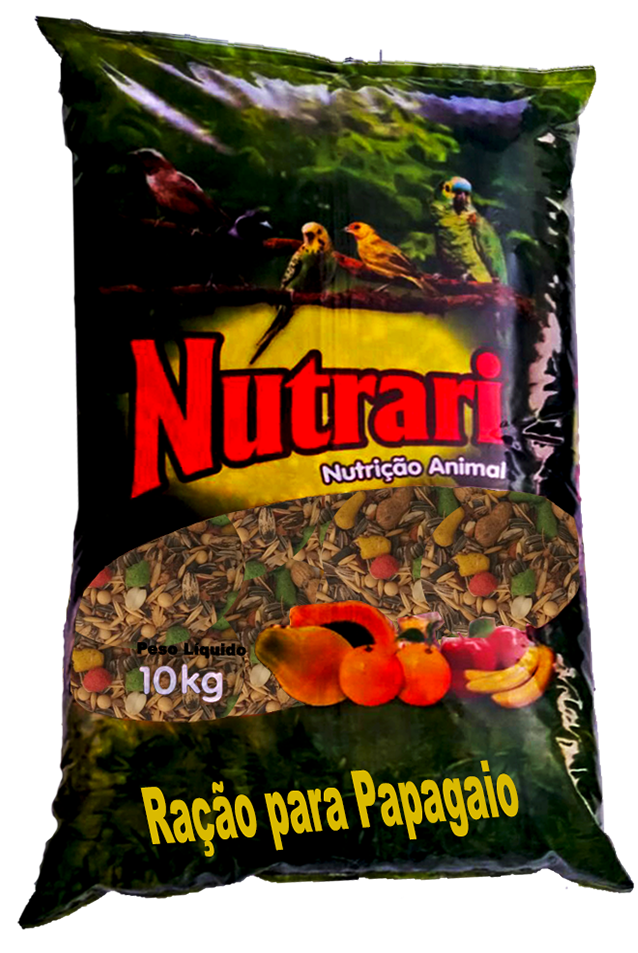 Nutrari
Nutrição Animal
Peso Líquido
10kg
Ração para Papagaio